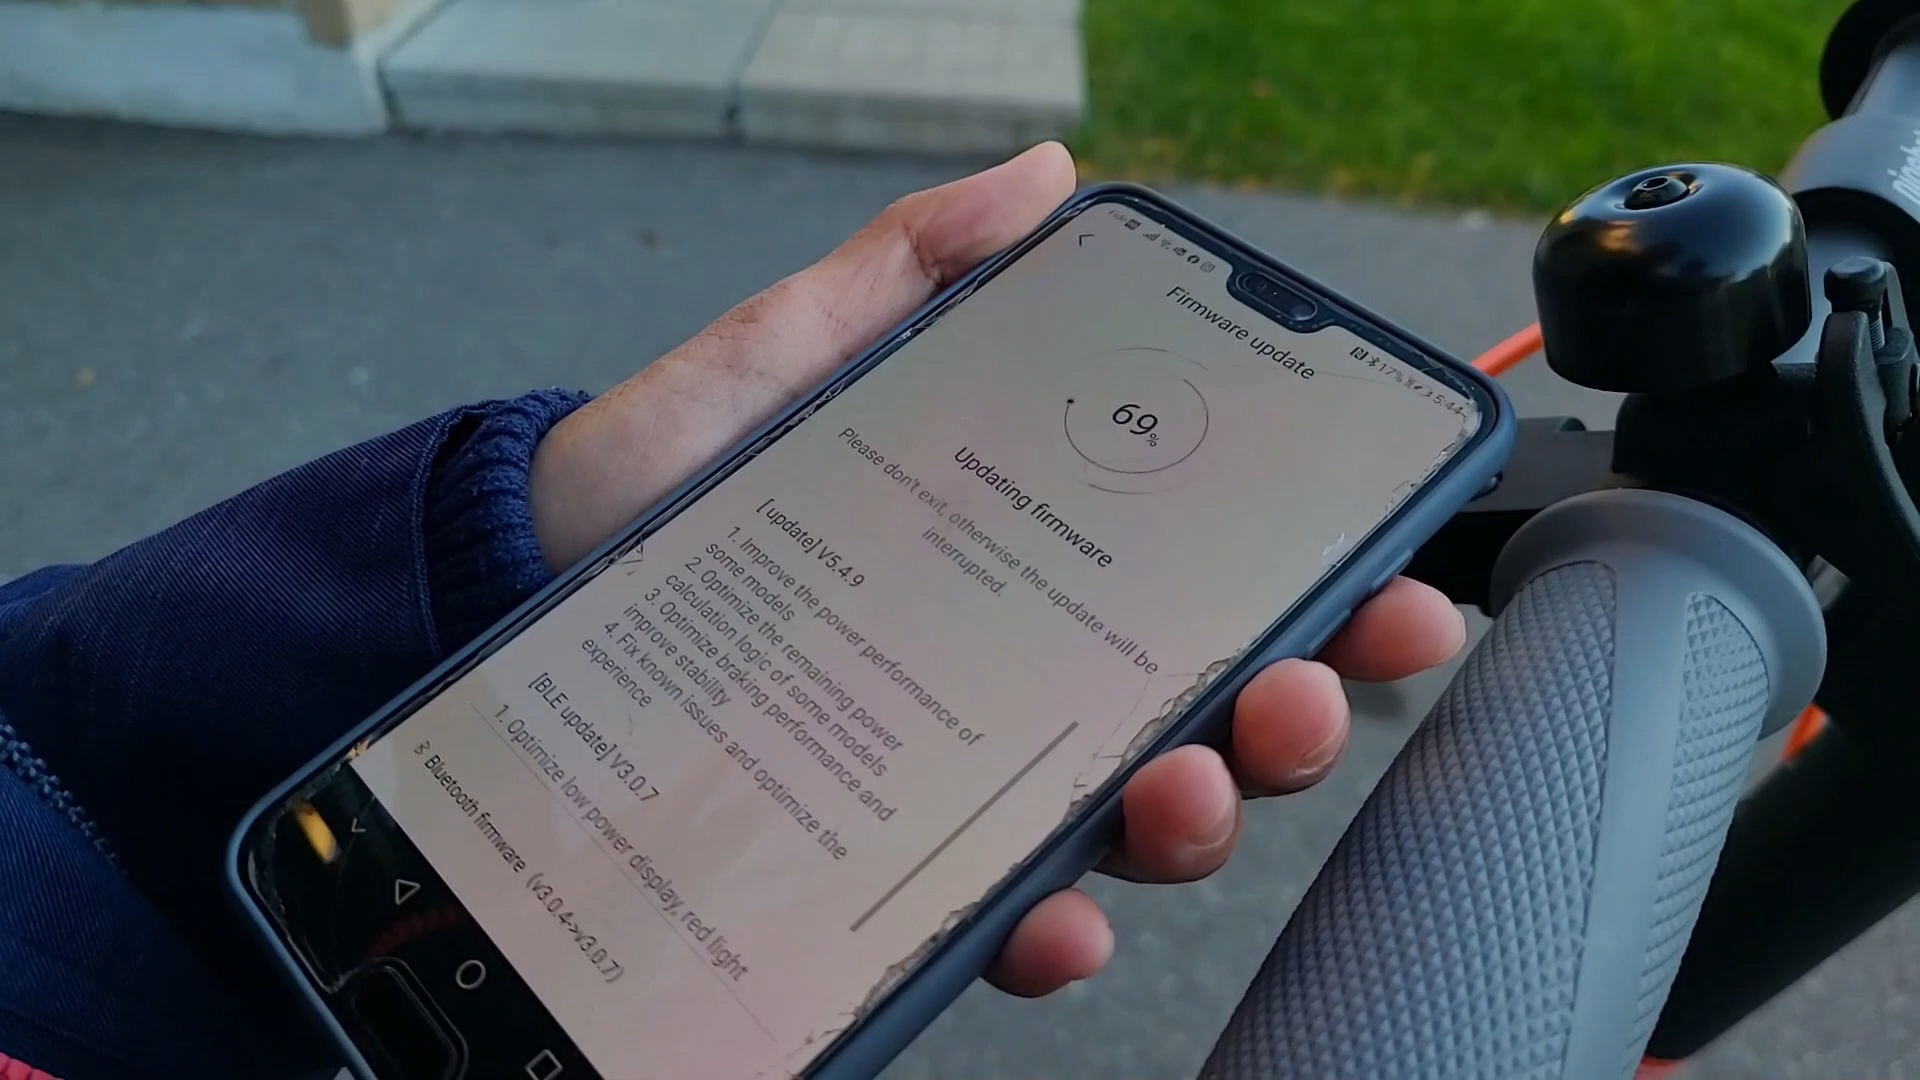 17% 5:44
Firmware update
69%
Updating firmware
Please don't exit, otherwise the update will be
interrupted.
[update] V5.4.9
1. Improve the power performance of
some models
2. Optimize the remaining power
calculation logic of some models
3. Optimize braking performance and
improve stability
4. Fix known issues and optimize the
experience
[BLE update] V3.0.7
1. Optimize low power display, red light
Bluetooth firmware (v3.0.4->v3.0.7)